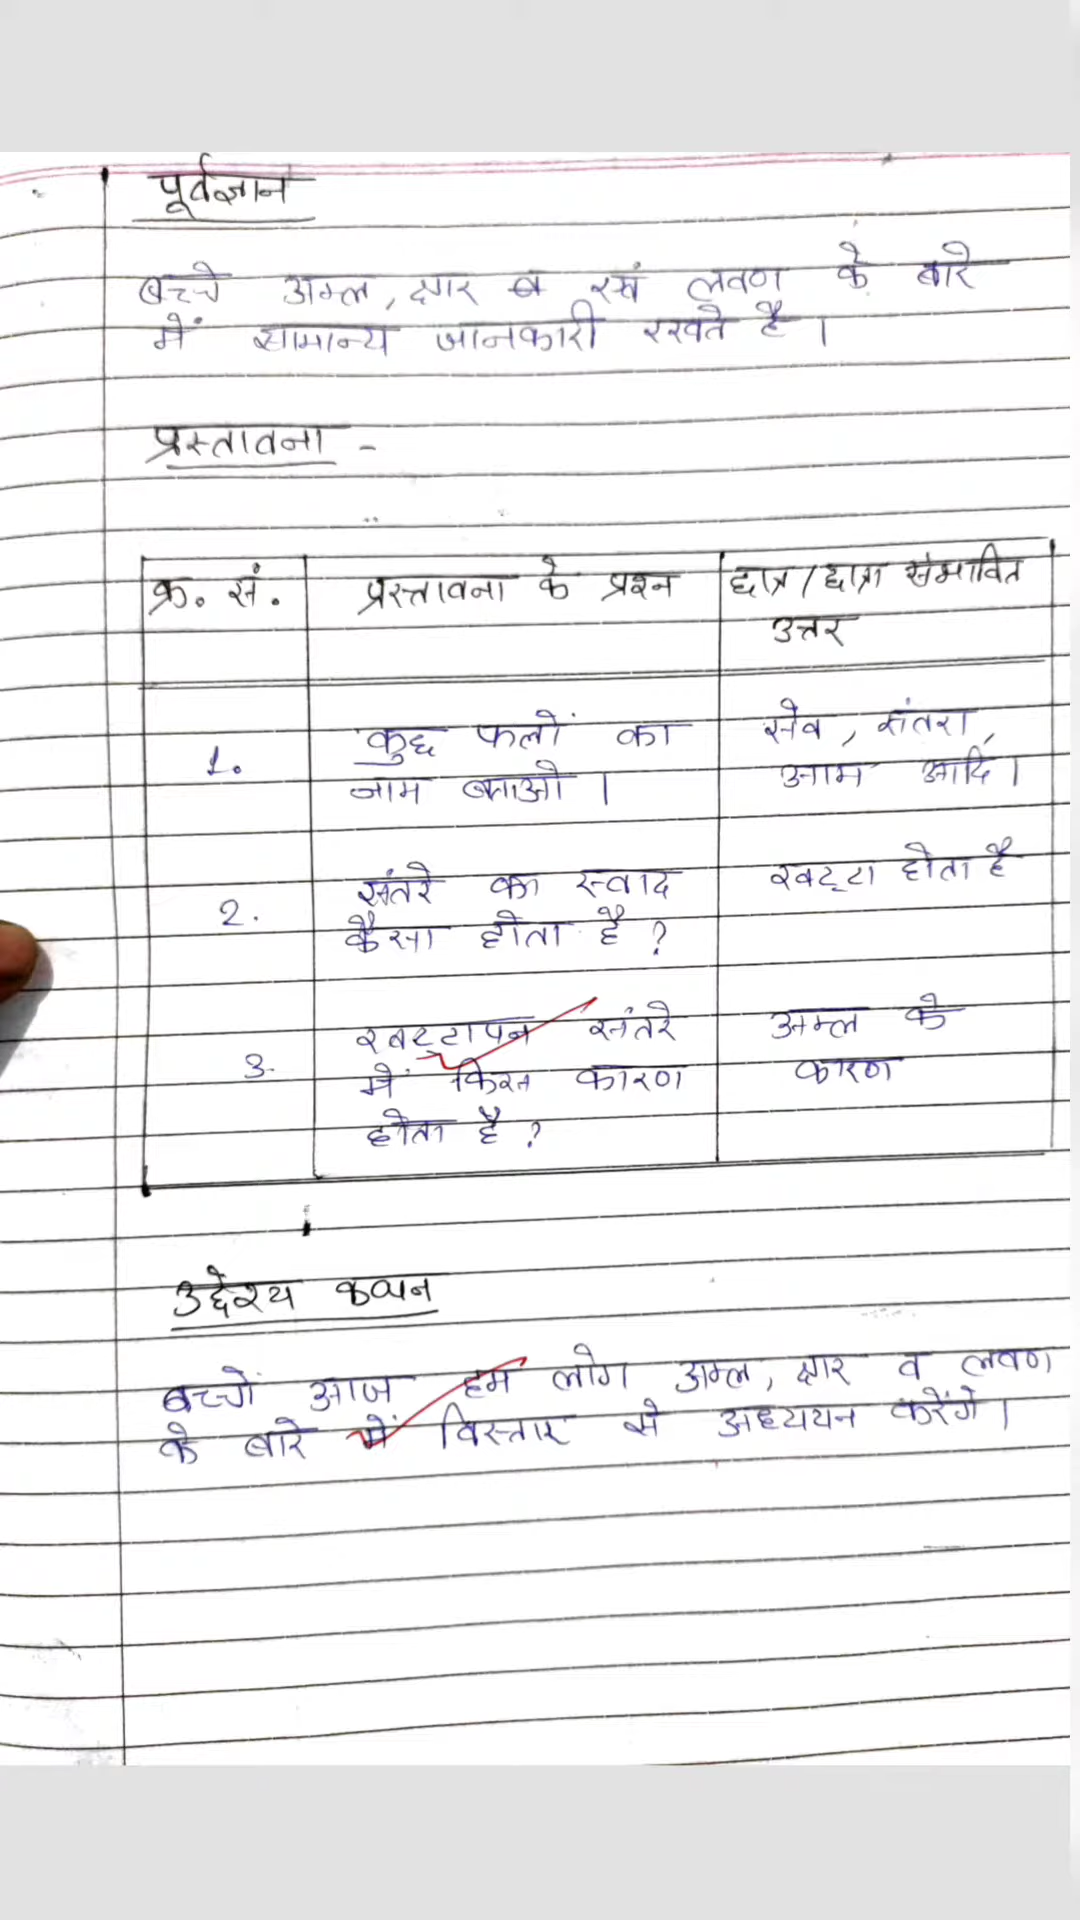 पूर्वज्ञान
बच्चे अम्ल, क्षार व एवं लवण के बारे
में सामान्य जानकारी रखते है ।
प्रस्तावना -
क्र. सं. प्रस्तावना के प्रश्न छात्र/छात्रा संभावित
उत्तर
1. कुछ फलों का सेव, संतरा,
नाम बताओ । आम आदि ।
2. संतरे का स्वाद खट्टा होता है
कैसा होता है ?
3. खट्टापन संतरे अम्ल के
में किस कारण कारण
होता है ?
उद्देश्य कथन
बच्चों आज हम लोग अम्ल, क्षार व लवण
के बारे में विस्तार से अध्ययन करेंगे ।